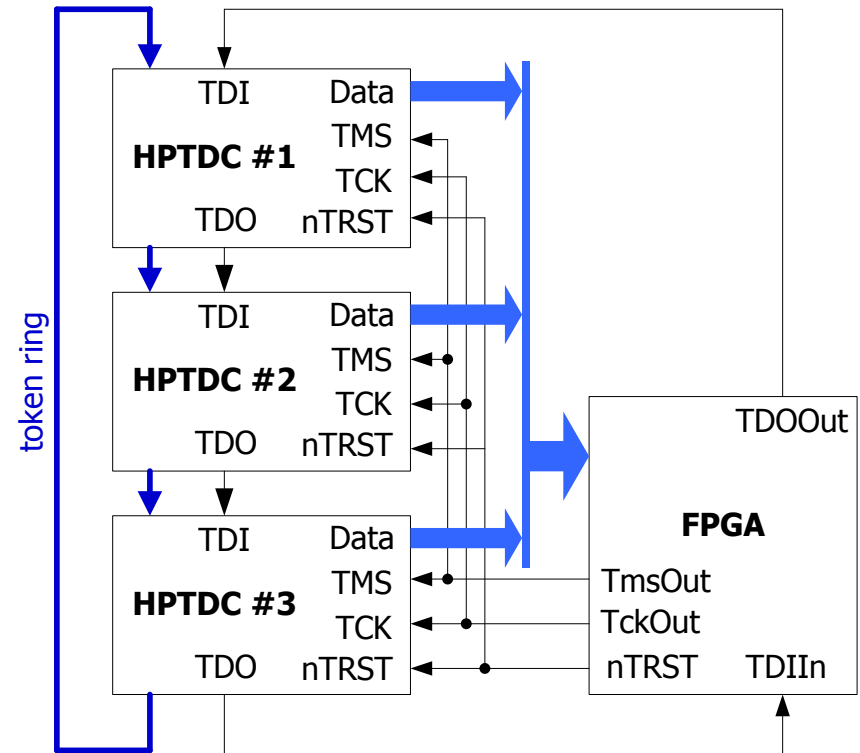 token ring
TDI Data
TMS
HPTDC #1
TCK
TDO nTRST
TDI Data
TMS
HPTDC #2
TCK
TDO nTRST
TDI Data
TMS
HPTDC #3
TCK
TDO nTRST
TDOOut
FPGA
TmsOut
TckOut
nTRST TDIIn